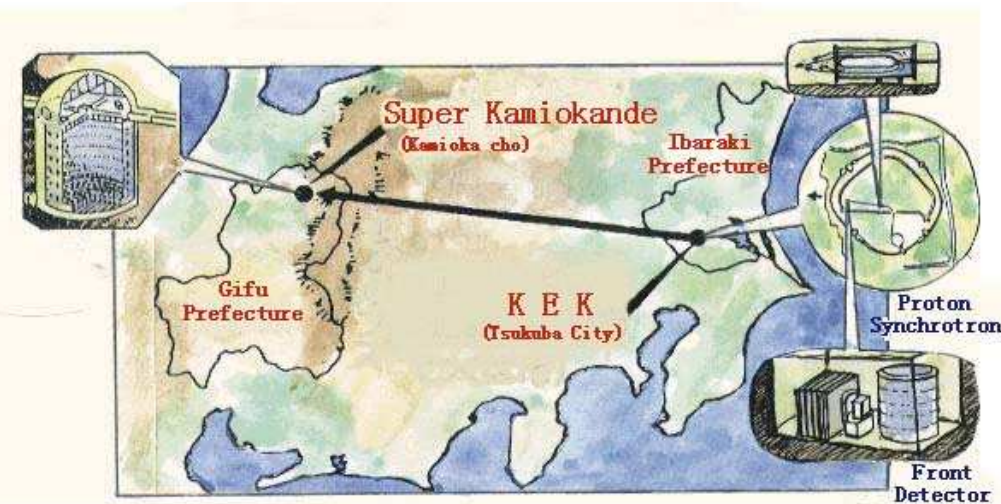 Super Kamiokande
(Kamioka cho)
Ibaraki
Prefecture
Gifu
Prefecture
K E K
(Tsukuba City)
Proton
Synchrotron
Front
Detector